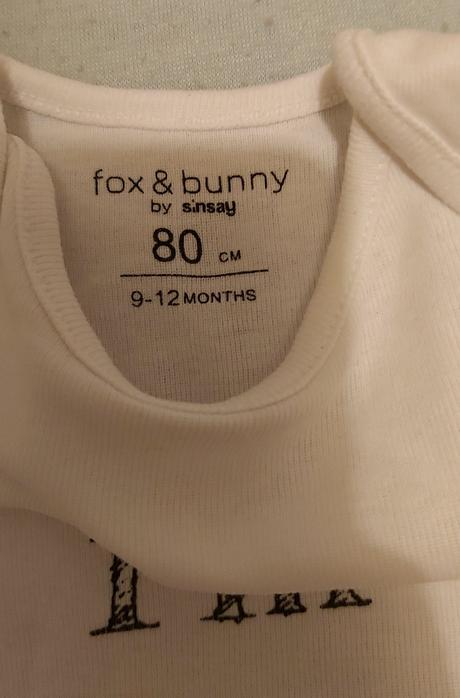 fox & bunny
by sinsay
80 CM
9-12 MONTHS